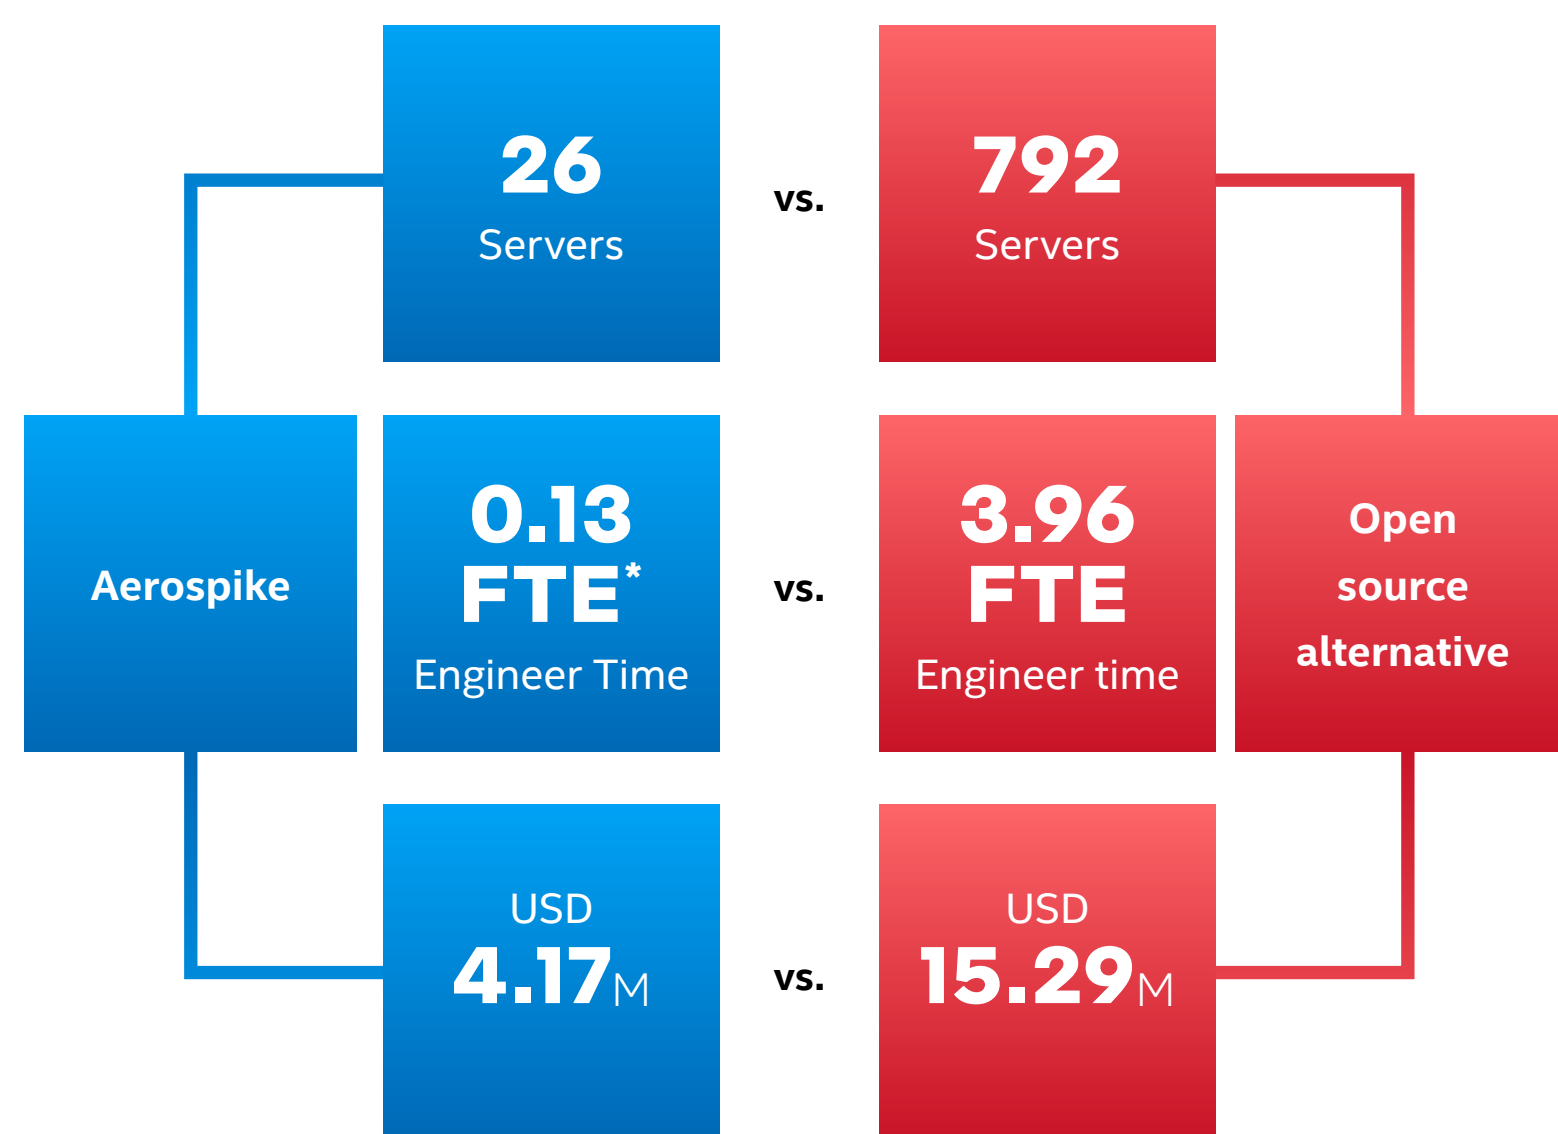 26
Servers
vs.
792
Servers
Aerospike
0.13
FTE*
Engineer Time
vs.
3.96
FTE
Engineer time
Open
source
alternative
USD
4.17M
vs.
USD
15.29M